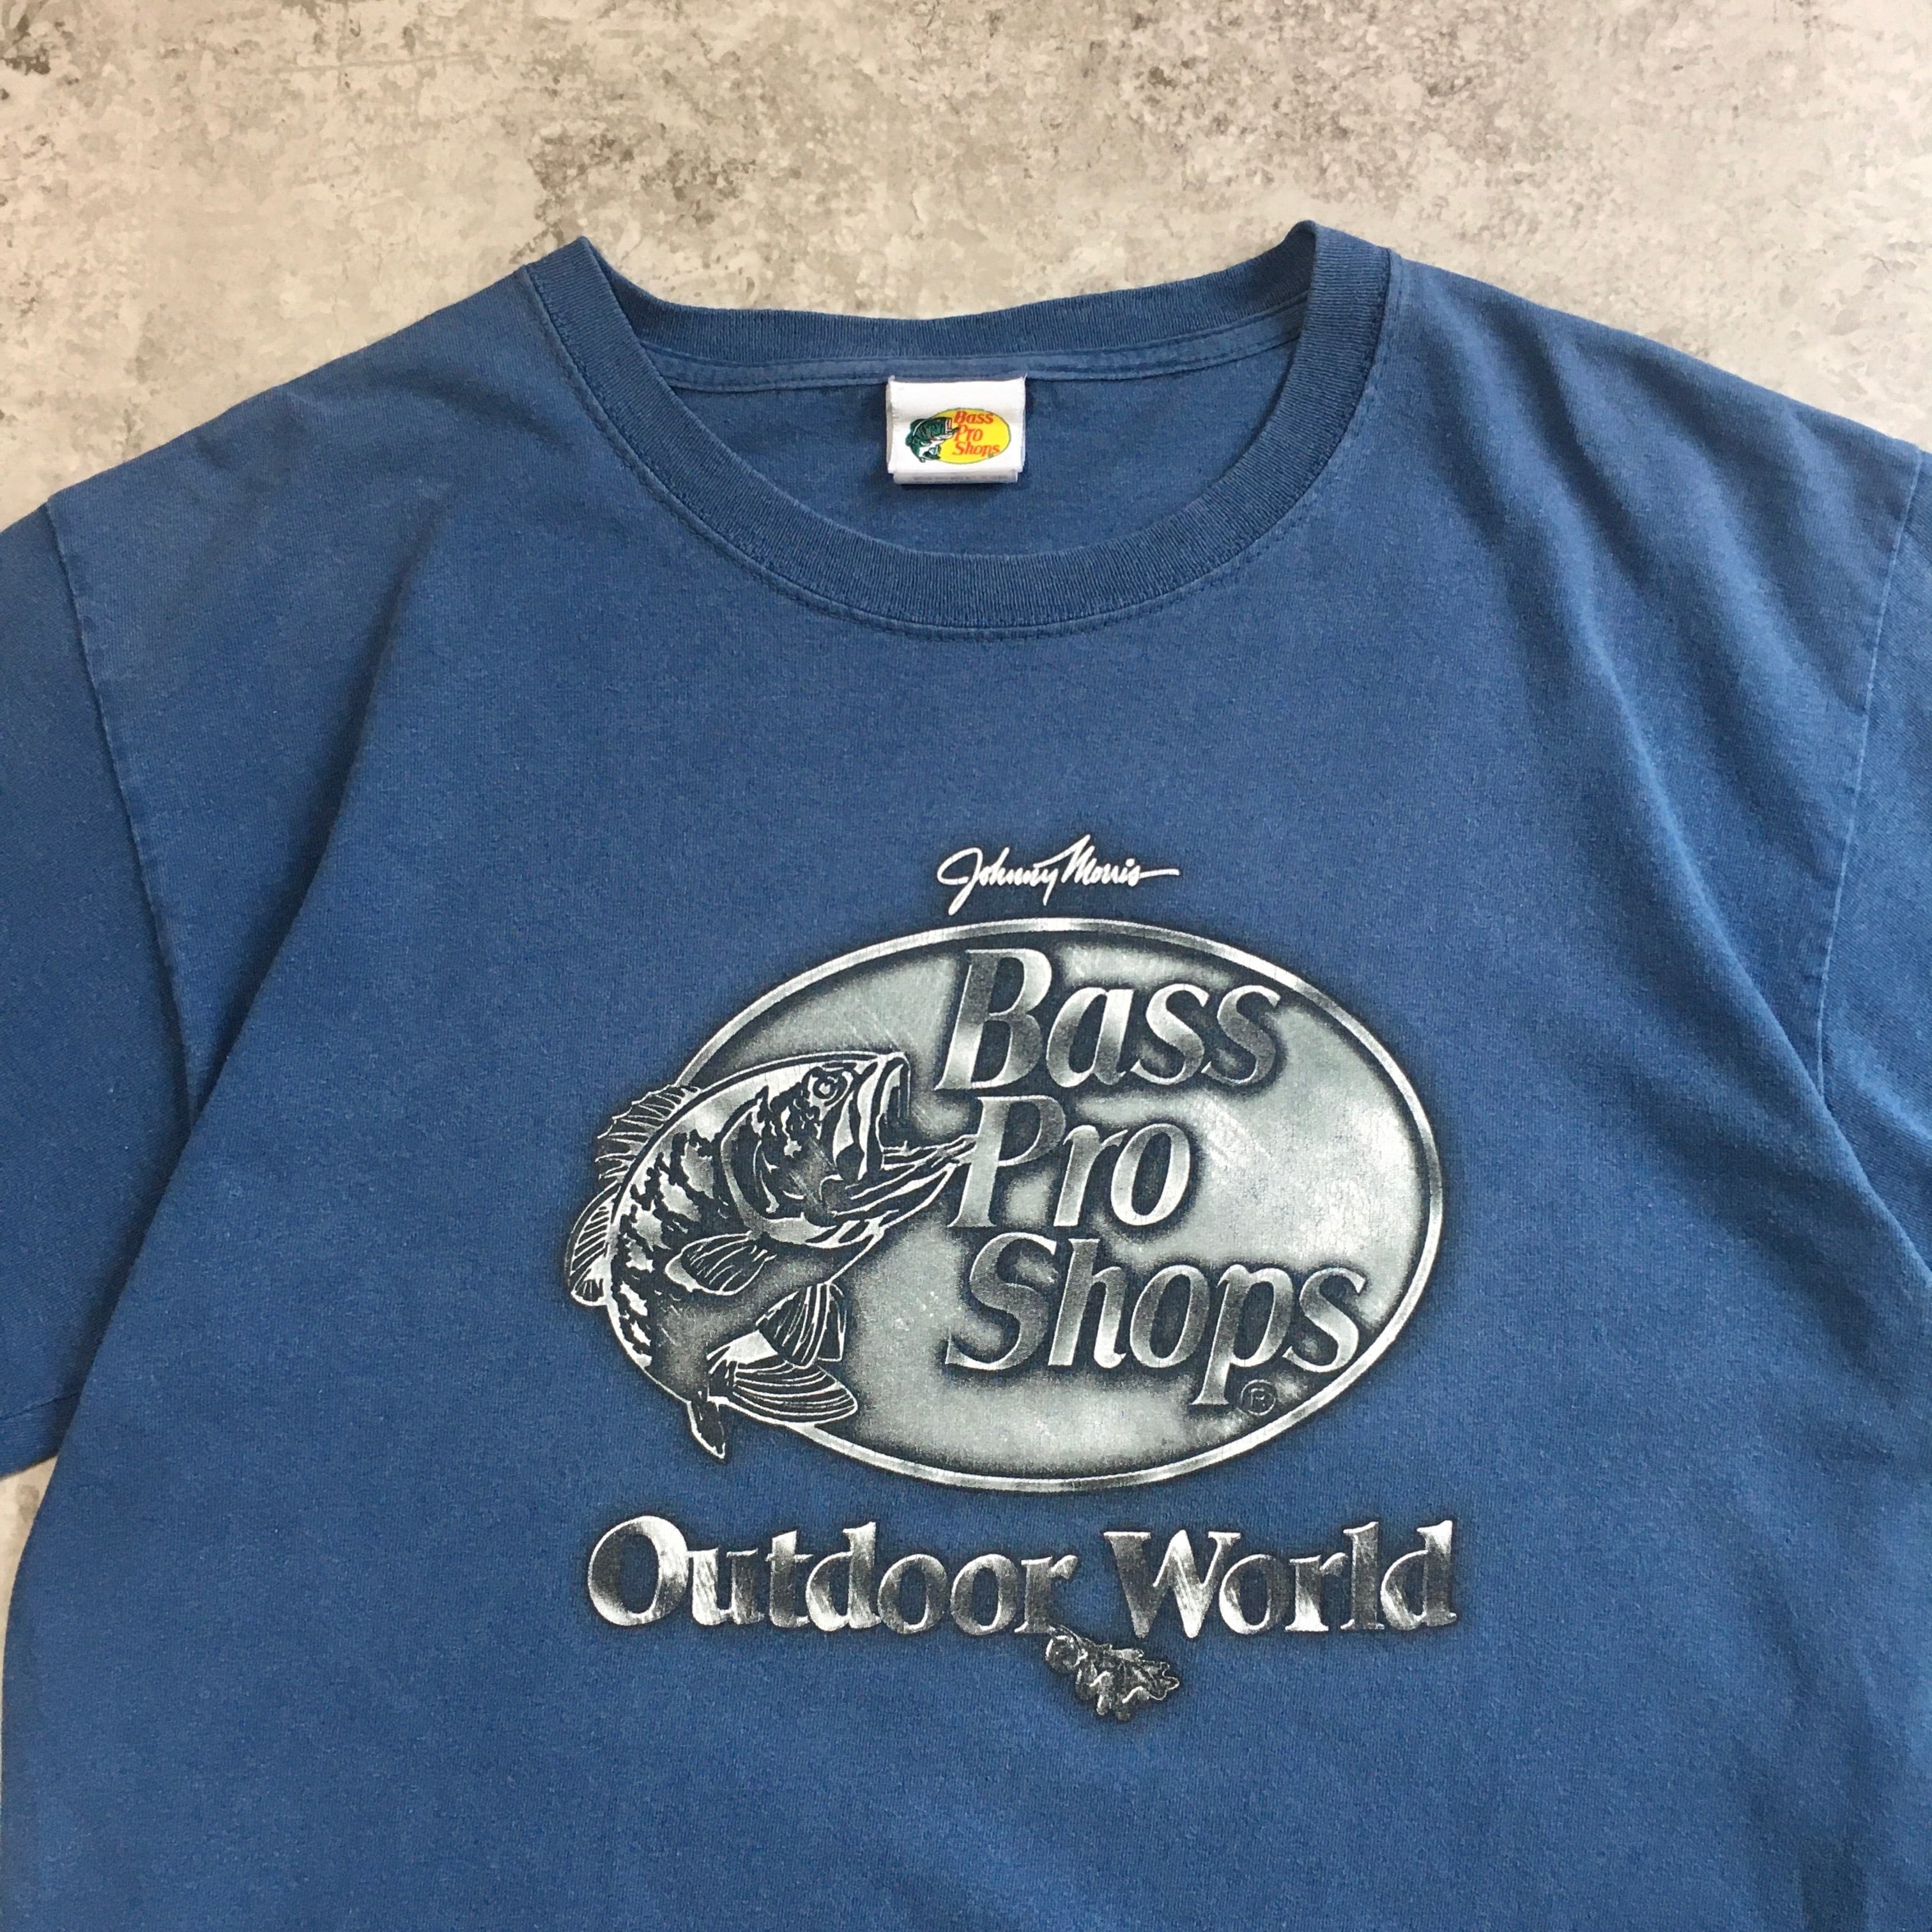 Bass
Pro
Shops
Johnny Morris
Bass
Pro
Shops®
Outdoor World